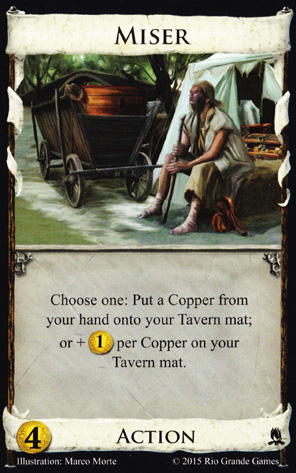 MISER
Choose one: Put a Copper from
your hand onto your Tavern mat;
or + 1 per Copper on your
Tavern mat.
4 ACTION
Illustration: Marco Morte © 2015 Rio Grande Games